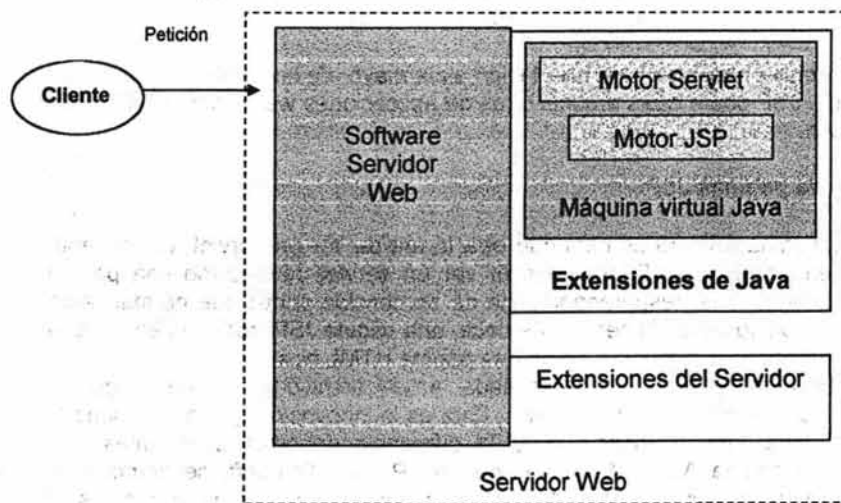 Petición
Cliente
Software
Servidor
Web
Motor Servlet
Motor JSP
Máquina virtual Java
Extensiones de Java
Extensiones del Servidor
Servidor Web